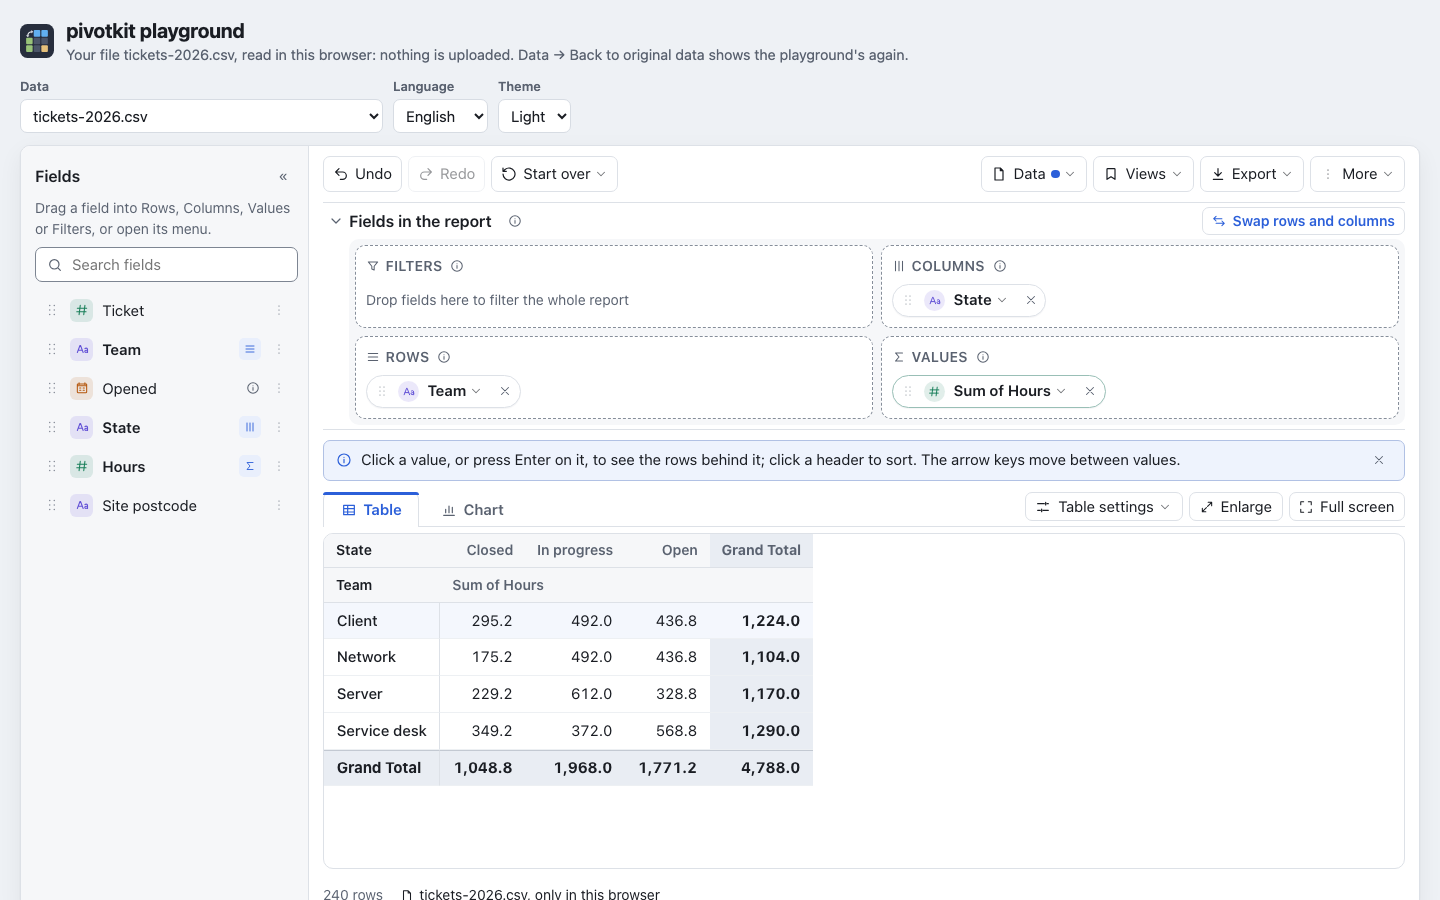 pivotkit playground
Your file tickets-2026.csv, read in this browser: nothing is uploaded. Data → Back to original data shows the playground's again.
Data Language Theme
tickets-2026.csv English Light
Fields «
Drag a field into Rows, Columns, Values
or Filters, or open its menu.
Search fields
# Ticket
Aa Team
Opened
Aa State
# Hours Σ
Aa Site postcode
Undo Redo Start over Data Views Export More
Fields in the report Swap rows and columns
FILTERS
Drop fields here to filter the whole report
COLUMNS
Aa State
ROWS
Aa Team
Σ VALUES
# Sum of Hours
Click a value, or press Enter on it, to see the rows behind it; click a header to sort. The arrow keys move between values.
Table Chart Table settings Enlarge Full screen
State Closed In progress Open Grand Total
Team Sum of Hours
Client 295.2 492.0 436.8 1,224.0
Network 175.2 492.0 436.8 1,104.0
Server 229.2 612.0 328.8 1,170.0
Service desk 349.2 372.0 568.8 1,290.0
Grand Total 1,048.8 1,968.0 1,771.2 4,788.0
240 rows tickets-2026.csv, only in this browser